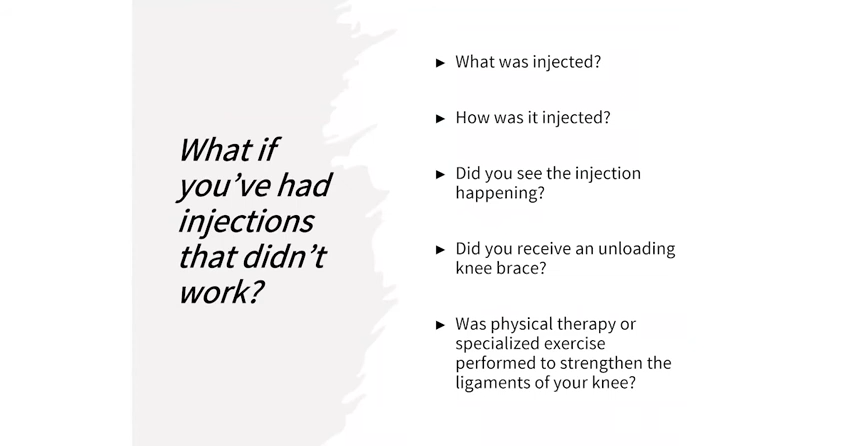 What if
you've had
injections
that didn't
work?
► What was injected?
► How was it injected?
► Did you see the injection
happening?
► Did you receive an unloading
knee brace?
► Was physical therapy or
specialized exercise
performed to strengthen the
ligaments of your knee?